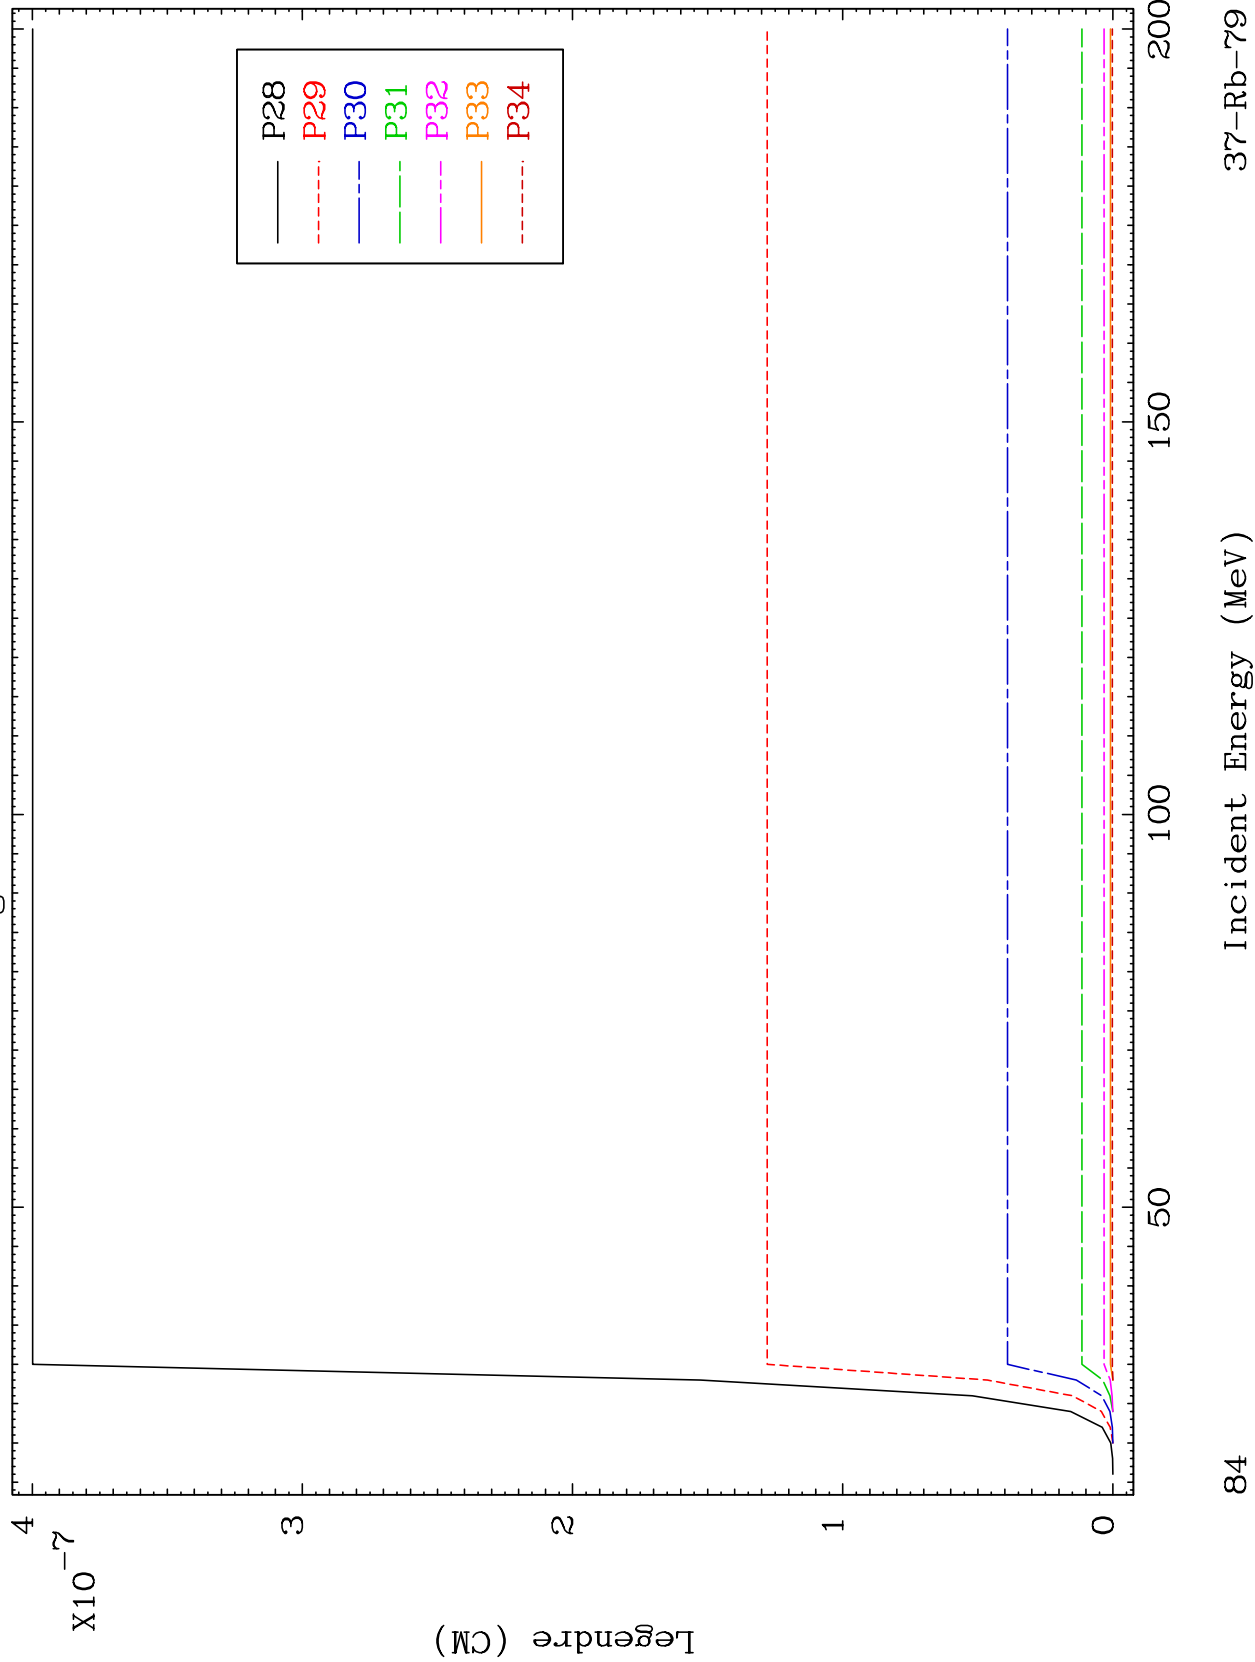 X10-7
4
3
2
1
0
Legendre (CM)
P28
P29
P30
P31
P32
P33
P34
50
100
150
200
84
Incident Energy (MeV)
37-Rb-79